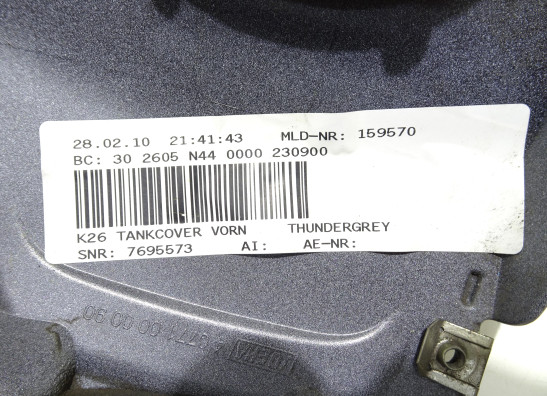 28.02.10 21:41:43 MLD-NR: 159570
BC: 30 2605 N44 0000 230900
K26 TANKCOVER VORN THUNDERGREY
SNR: 7695573 AI: AE-NR: